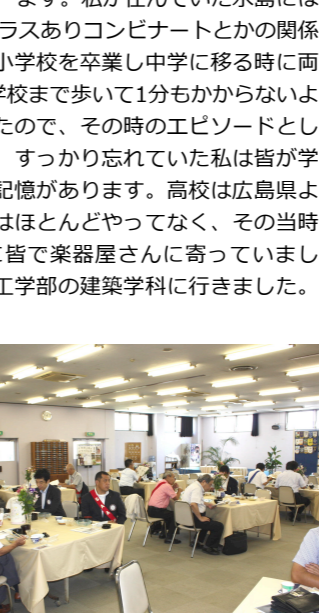 ます。私が住んでいた水島には
ラスありコンビナートとかの関係
小学校を卒業し中学に移る時に両
学校まで歩いて1分もかからないよ
たので、その時のエピソードとし
すっかり忘れていた私は皆が学
記憶があります。高校は広島県よ
はほとんどやってなく、その当時
に皆で楽器屋さんに寄っていまし
工学部の建築学科に行きました。